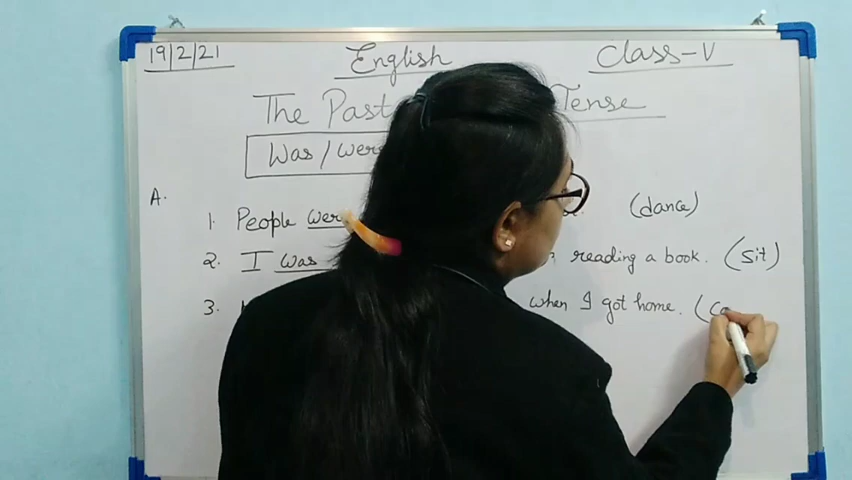 19/2/21 English Class-V
The Past Tense
Was/were
A.
1. People (dance)
2. I was reading a book. (sit)
3. when I got home. (